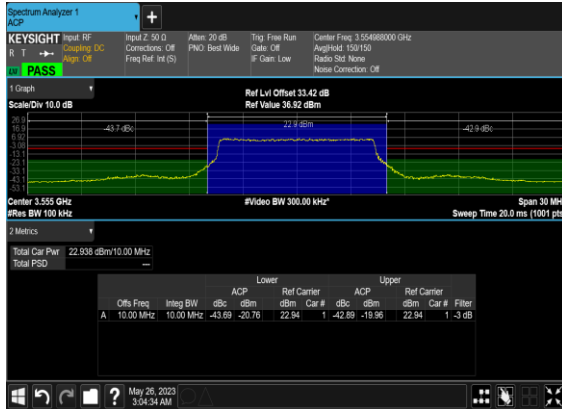 Spectrum Analyzer 1
ACP
+
KEYSIGHT Input: RF Input Z: 50 Ω Atten: 20 dB Trig: Free Run Center Freq: 3.554988000 GHz
R T Coupling: DC Corrections: Off PNO: Best Wide Gate: Off Avg|Hold: 150/150
Align: Off Freq Ref: Int (S) IF Gain: Low Radio Std: None
LU PASS Noise Correction: Off
1 Graph Ref Lvl Offset 33.42 dB
Scale/Div 10.0 dB Ref Value 36.92 dBm
26.9
16.9 -43.7 dBc 22.9 dBm -42.9 dBc
6.92
-3.08
-13.1
-23.1
-33.1
-43.1
-53.1
Center 3.555 GHz #Video BW 300.00 kHz* Span 30 MH
#Res BW 100 kHz Sweep Time 20.0 ms (1001 pts
2 Metrics
Total Car Pwr 22.938 dBm/10.00 MHz
Total PSD —
Lower Upper
ACP Ref Carrier ACP Ref Carrier
Offs Freq Integ BW dBc dBm dBm Car # dBc dBm dBm Car # Filter
A 10.00 MHz 10.00 MHz -43.69 -20.76 22.94 1 -42.89 -19.96 22.94 1 -3 dB
? May 26, 2023
3:04:34 AM